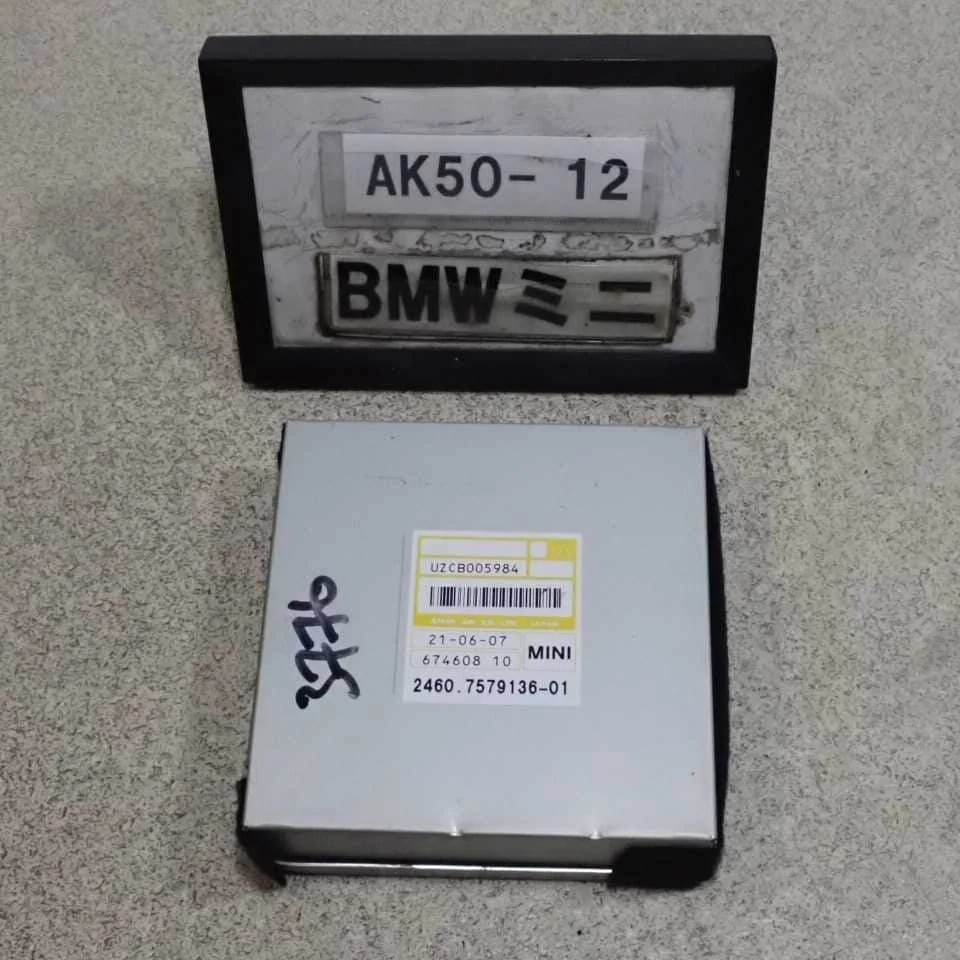 AK50- 12
BMWミニ
UZCB005984
21-06-07
674608 10
MINI
2460.7579136-01